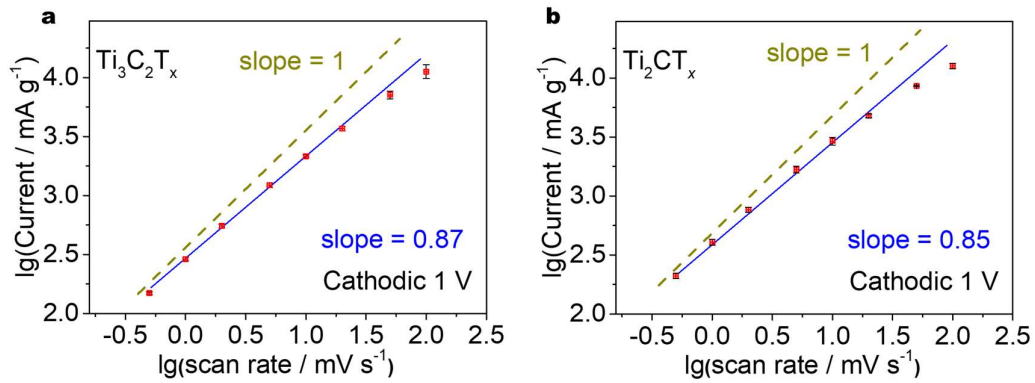 a
Ti₃C₂Tₓ
slope = 1
slope = 0.87
Cathodic 1 V
lg(Current / mA g⁻¹)
4.0
3.5
3.0
2.5
2.0
-0.5 0.0 0.5 1.0 1.5 2.0 2.5
lg(scan rate / mV s⁻¹)
b
Ti₂CTₓ
slope = 1
slope = 0.85
Cathodic 1 V
lg(Current / mA g⁻¹)
4.0
3.5
3.0
2.5
2.0
-0.5 0.0 0.5 1.0 1.5 2.0 2.5
lg(scan rate / mV s⁻¹)